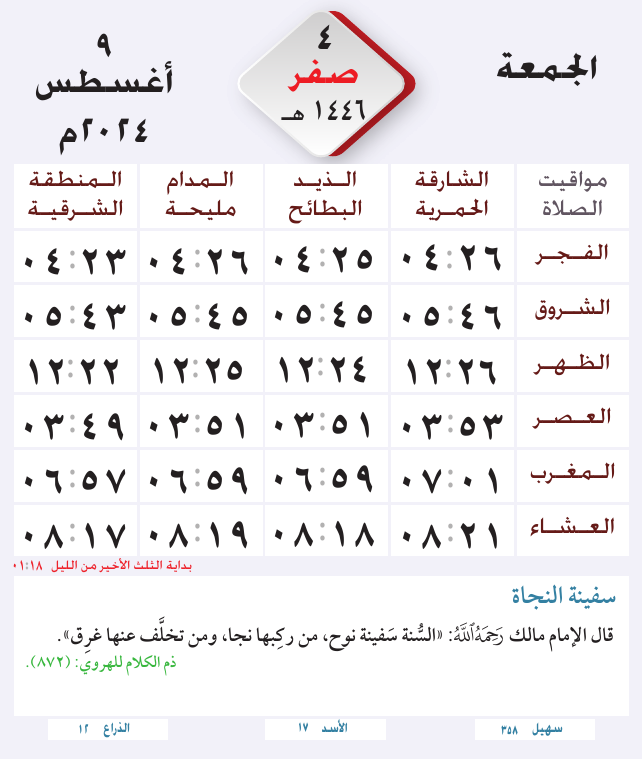 الجمعة
٤
صفر
١٤٤٦ هـ
٩
أغسطس
٢٠٢٤م
مواقيت الصلاة | الشارقة الحمرية | الذيد البطائح | المدام مليحة | المنطقة الشرقية
الفجر ٠٤:٢٦ ٠٤:٢٥ ٠٤:٢٦ ٠٤:٢٣
الشروق ٠٥:٤٦ ٠٥:٤٥ ٠٥:٤٥ ٠٥:٤٣
الظهر ١٢:٢٦ ١٢:٢٤ ١٢:٢٥ ١٢:٢٢
العصر ٠٣:٥٣ ٠٣:٥١ ٠٣:٥١ ٠٣:٤٩
المغرب ٠٧:٠١ ٠٦:٥٩ ٠٦:٥٩ ٠٦:٥٧
العشاء ٠٨:٢١ ٠٨:١٨ ٠٨:١٩ ٠٨:١٧
بداية الثلث الأخير من الليل ٠١:١٨
سفينة النجاة
قال الإمام مالك رَحِمَهُ ٱللَّهُ: «السُّنة سَفينة نوح، من ركِبها نجا، ومن تخلَّف عنها غرِق».
ذم الكلام للهروي: (٨٧٢).
سهيل ٣٥٨
الأسد ١٧
الذراع ١٢